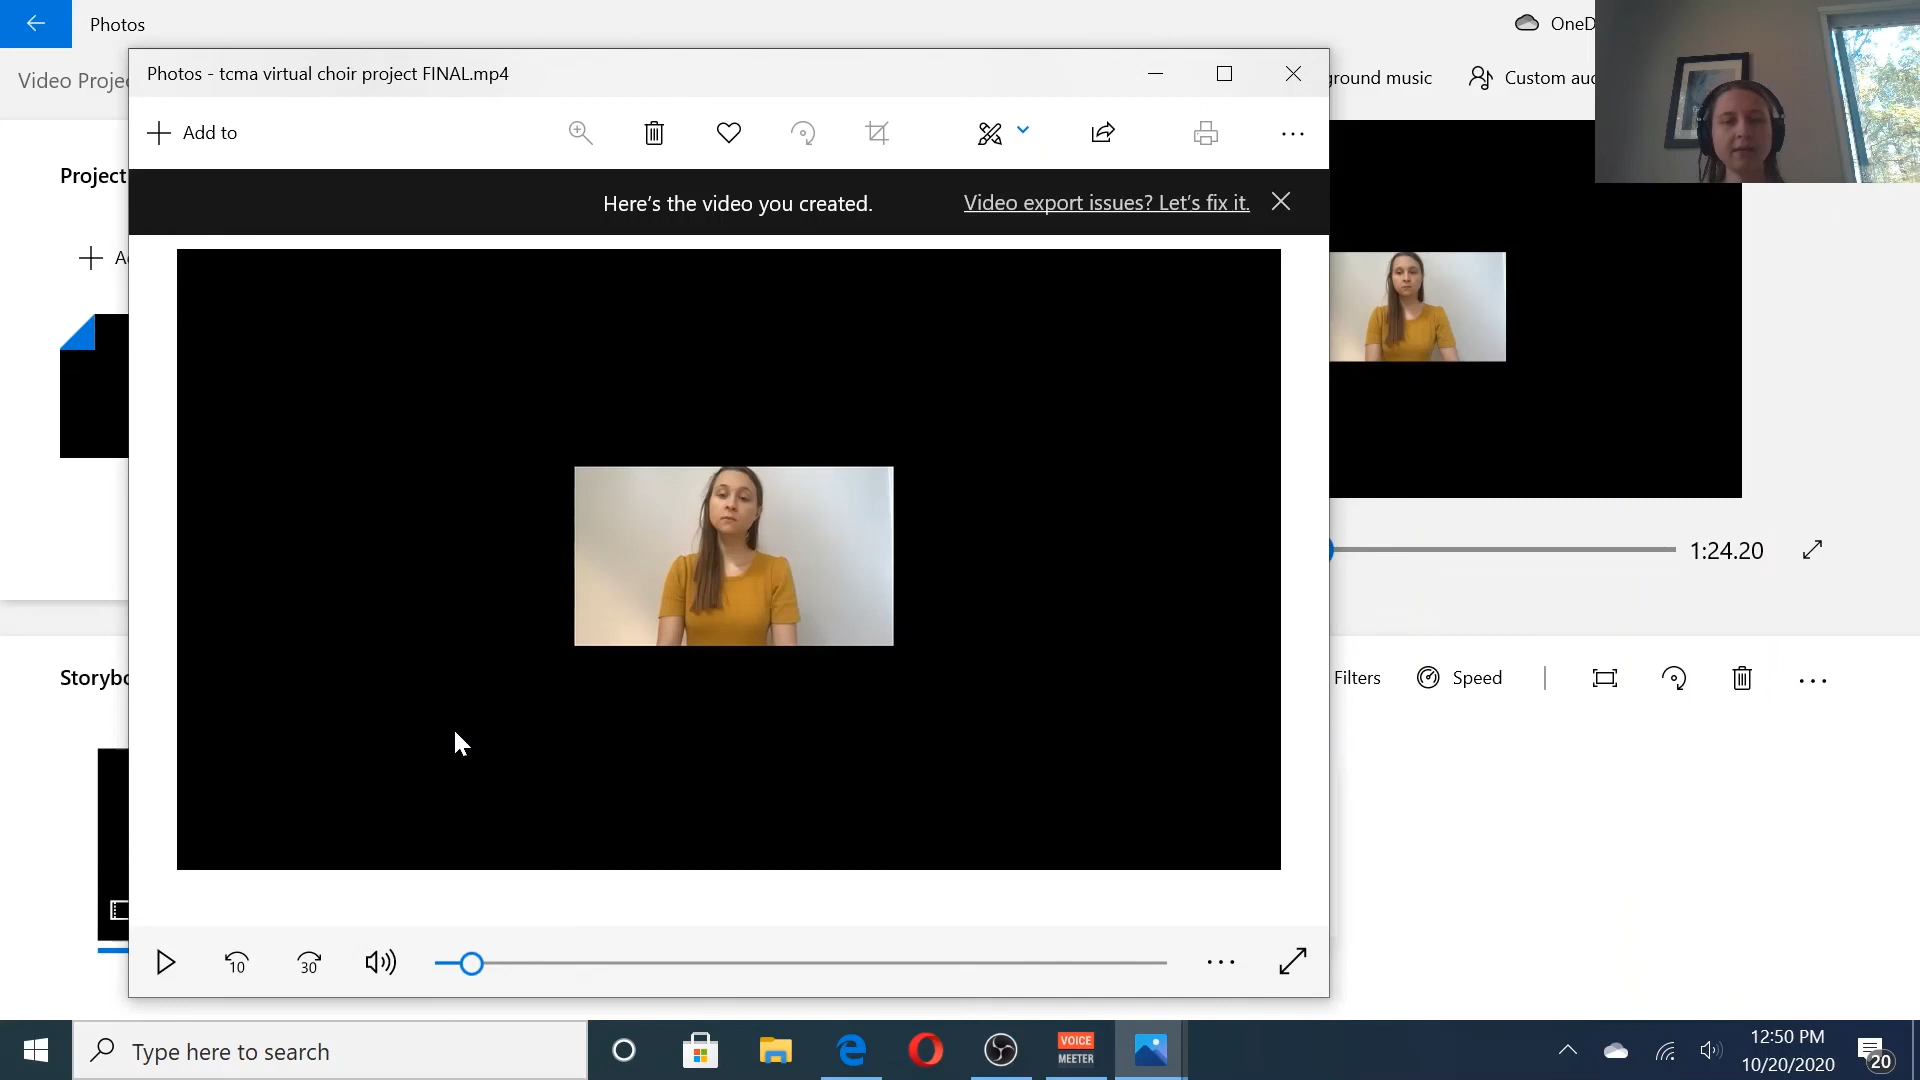 Photos
OneD
Video Proje
Photos - tcma virtual choir project FINAL.mp4
ground music
Custom au
Add to
Project
Here's the video you created.
Video export issues? Let's fix it.
A
1:24.20
Storyb
Filters
Speed
10
30
Type here to search
VOICE
MEETER
12:50 PM
10/20/2020
20